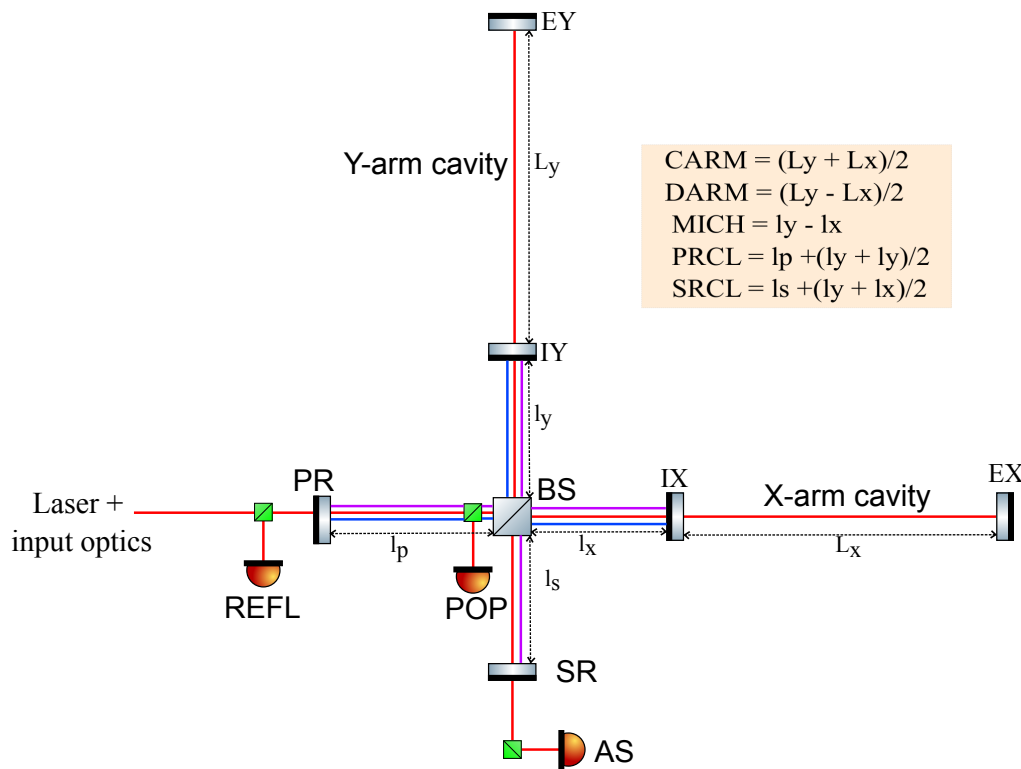 EY
Y-arm cavity
Ly
CARM = (Ly + Lx)/2
DARM = (Ly - Lx)/2
MICH = ly - lx
PRCL = lp +(ly + ly)/2
SRCL = ls +(ly + lx)/2
IY
ly
PR
BS
IX
EX
Laser +
input optics
X-arm cavity
lp
lx
Lx
ls
REFL
POP
SR
AS